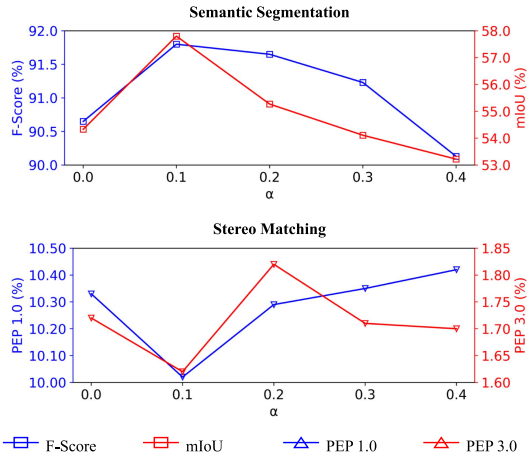 Semantic Segmentation
92.0
91.5
91.0
90.5
90.0
F-Score (%)
58.0
57.0
56.0
55.0
54.0
53.0
mIoU (%)
0.0 0.1 0.2 0.3 0.4
α
Stereo Matching
10.50
10.40
10.30
10.20
10.10
10.00
PEP 1.0 (%)
1.85
1.80
1.75
1.70
1.65
1.60
PEP 3.0 (%)
0.0 0.1 0.2 0.3 0.4
α
F-Score mIoU PEP 1.0 PEP 3.0